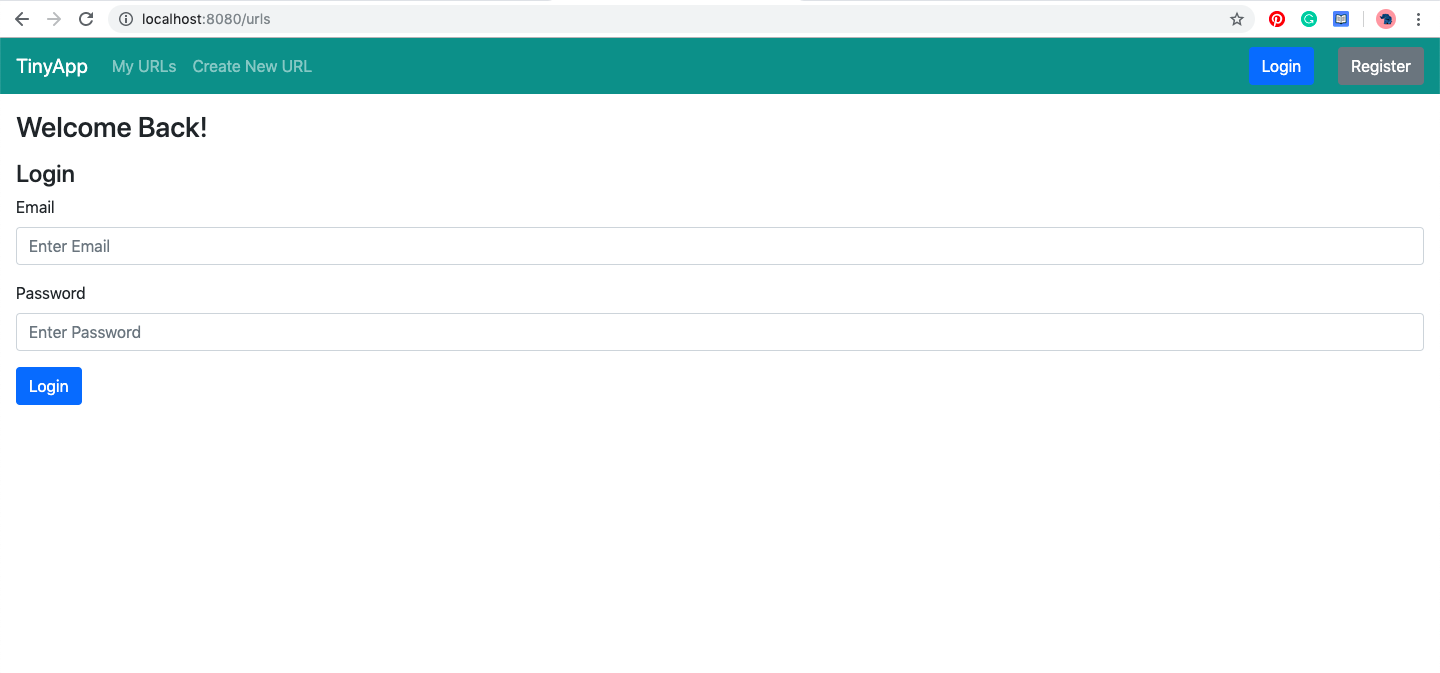 localhost:8080/urls
TinyApp My URLs Create New URL Login Register
Welcome Back!
Login
Email
Enter Email
Password
Enter Password
Login